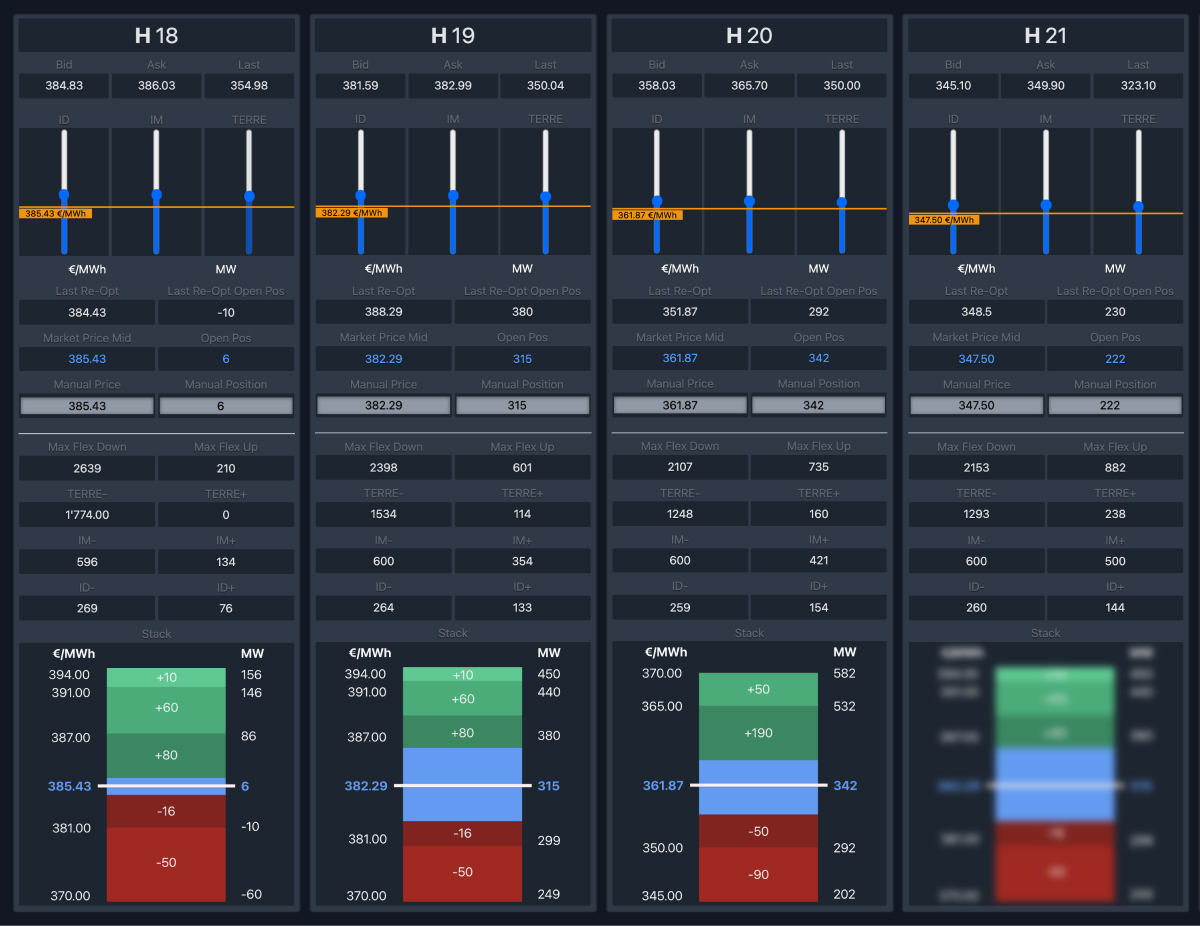 H 18
Bid Ask Last
384.83 386.03 354.98
ID IM TERRE
385.43 €/MWh
€/MWh MW
Last Re-Opt Last Re-Opt Open Pos
384.43 -10
Market Price Mid Open Pos
385.43 6
Manual Price Manual Position
385.43 6
Max Flex Down Max Flex Up
2639 210
TERRE- TERRE+
1'774.00 0
IM- IM+
596 134
ID- ID+
269 76
Stack
€/MWh MW
394.00 +10 156
391.00 146
+60
387.00 86
+80
385.43 6
-16
381.00 -10
-50
370.00 -60
H 19
Bid Ask Last
381.59 382.99 350.04
ID IM TERRE
382.29 €/MWh
€/MWh MW
Last Re-Opt Last Re-Opt Open Pos
388.29 380
Market Price Mid Open Pos
382.29 315
Manual Price Manual Position
382.29 315
Max Flex Down Max Flex Up
2398 601
TERRE- TERRE+
1534 114
IM- IM+
600 354
ID- ID+
264 133
Stack
€/MWh MW
394.00 +10 450
391.00 440
+60
387.00 +80 380
382.29 315
381.00 -16 299
-50
370.00 249
H 20
Bid Ask Last
358.03 365.70 350.00
ID IM TERRE
361.87 €/MWh
€/MWh MW
Last Re-Opt Last Re-Opt Open Pos
351.87 292
Market Price Mid Open Pos
361.87 342
Manual Price Manual Position
361.87 342
Max Flex Down Max Flex Up
2107 735
TERRE- TERRE+
1248 160
IM- IM+
600 421
ID- ID+
259 154
Stack
€/MWh MW
370.00 582
+50
365.00 532
+190
361.87 342
-50
350.00 292
-90
345.00 202
H 21
Bid Ask Last
345.10 349.90 323.10
ID IM TERRE
347.50 €/MWh
€/MWh MW
Last Re-Opt Last Re-Opt Open Pos
348.5 230
Market Price Mid Open Pos
347.50 222
Manual Price Manual Position
347.50 222
Max Flex Down Max Flex Up
2153 882
TERRE- TERRE+
1293 238
IM- IM+
600 500
ID- ID+
260 144
Stack